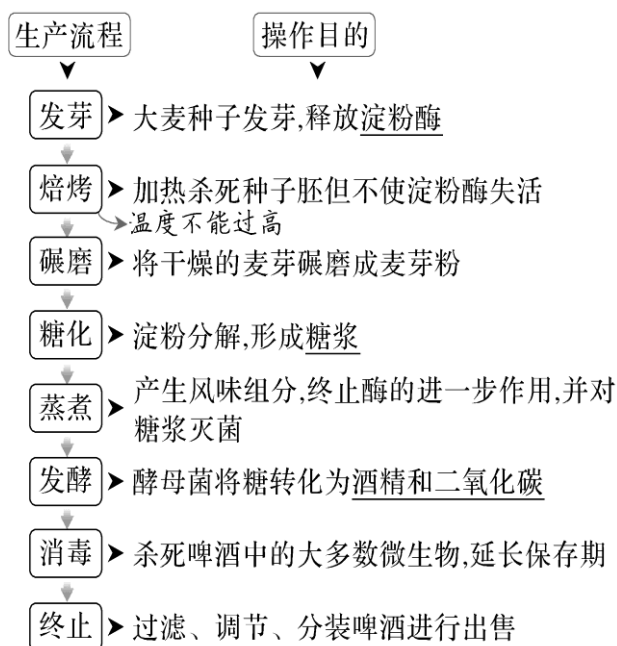 生产流程 操作目的
发芽 大麦种子发芽,释放淀粉酶
焙烤 加热杀死种子胚但不使淀粉酶失活
温度不能过高
碾磨 将干燥的麦芽碾磨成麦芽粉
糖化 淀粉分解,形成糖浆
蒸煮 产生风味组分,终止酶的进一步作用,并对
糖浆灭菌
发酵 酵母菌将糖转化为酒精和二氧化碳
消毒 杀死啤酒中的大多数微生物,延长保存期
终止 过滤、调节、分装啤酒进行出售